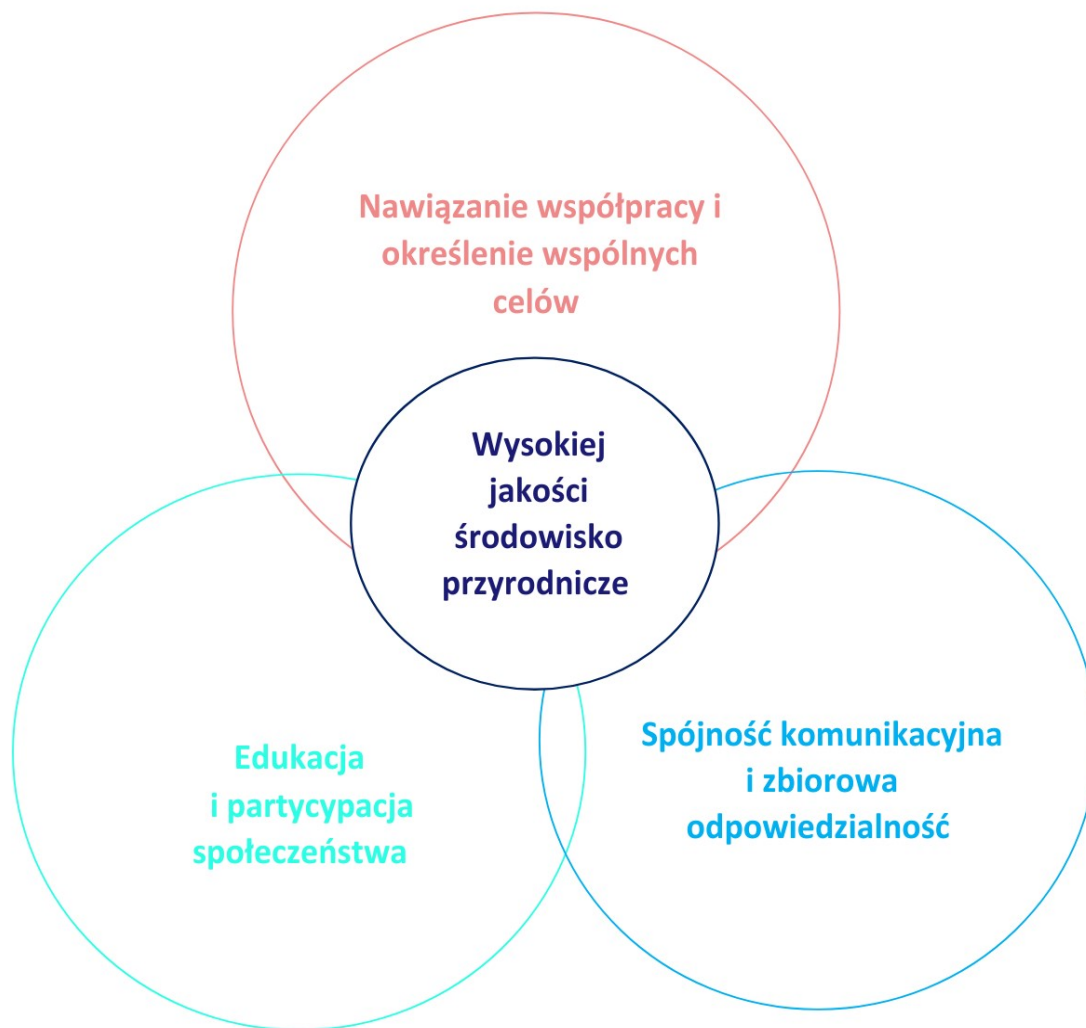 Nawiązanie współpracy i
określenie wspólnych
celów
Wysokiej
jakości
środowisko
przyrodnicze
Edukacja
i partycypacja
społeczeństwa
Spójność komunikacyjna
i zbiorowa
odpowiedzialność